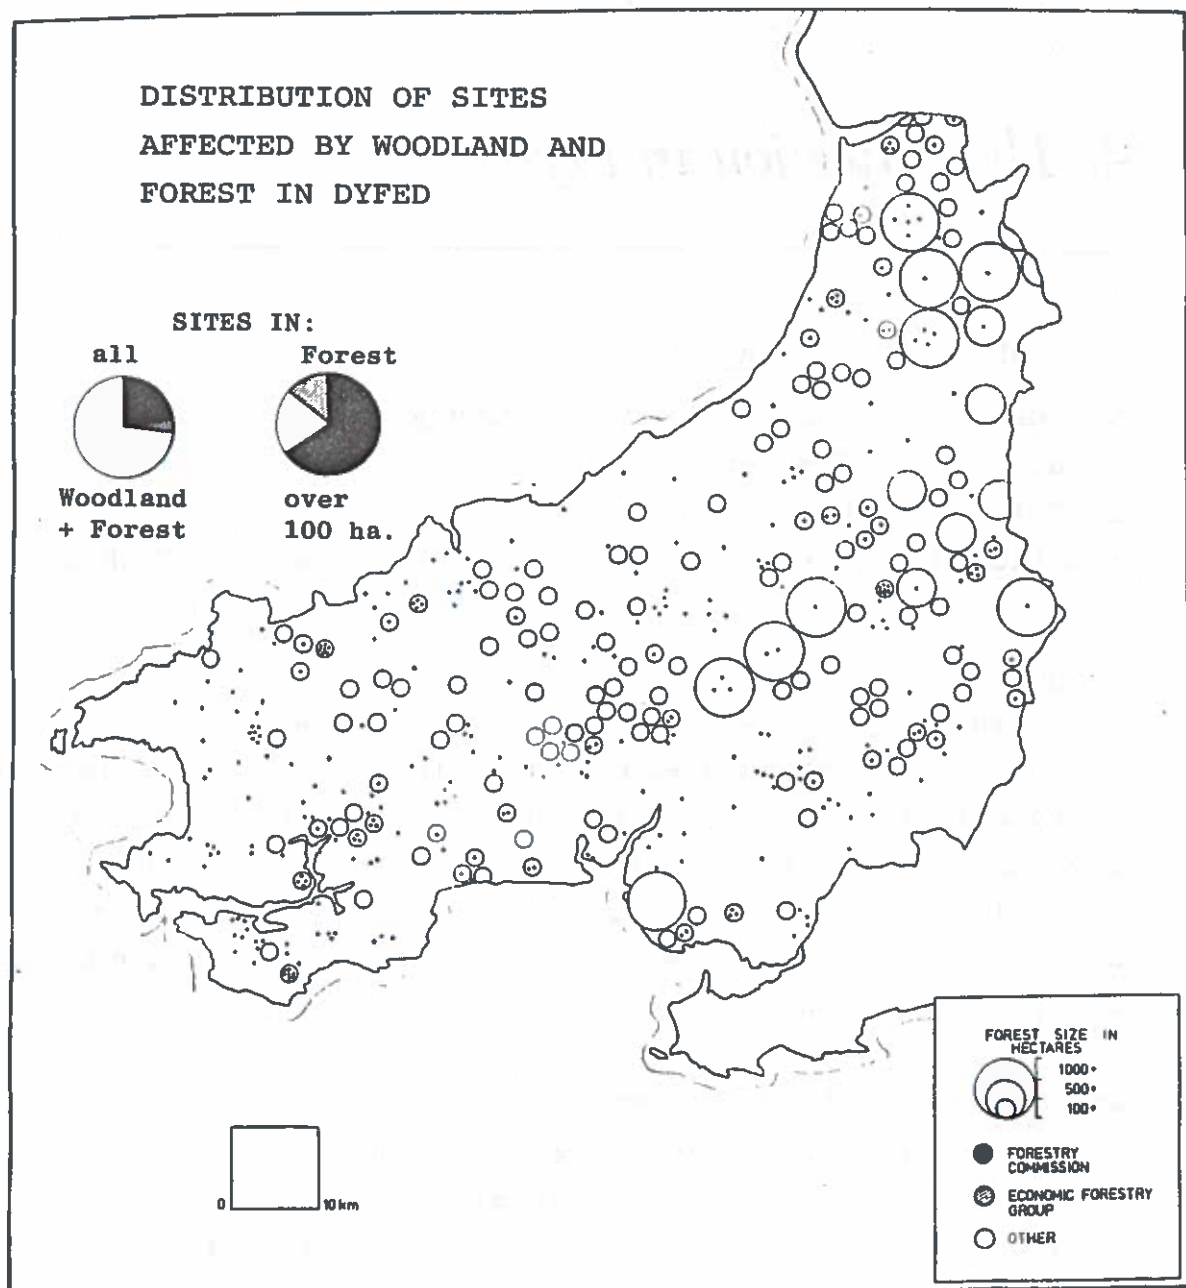 DISTRIBUTION OF SITES
AFFECTED BY WOODLAND AND
FOREST IN DYFED
SITES IN:
all
Forest
Woodland
+ Forest
over
100 ha.
FOREST SIZE IN
HECTARES
1000+
500+
100+
FORESTRY
COMMISSION
ECONOMIC FORESTRY
GROUP
OTHER
0 10km